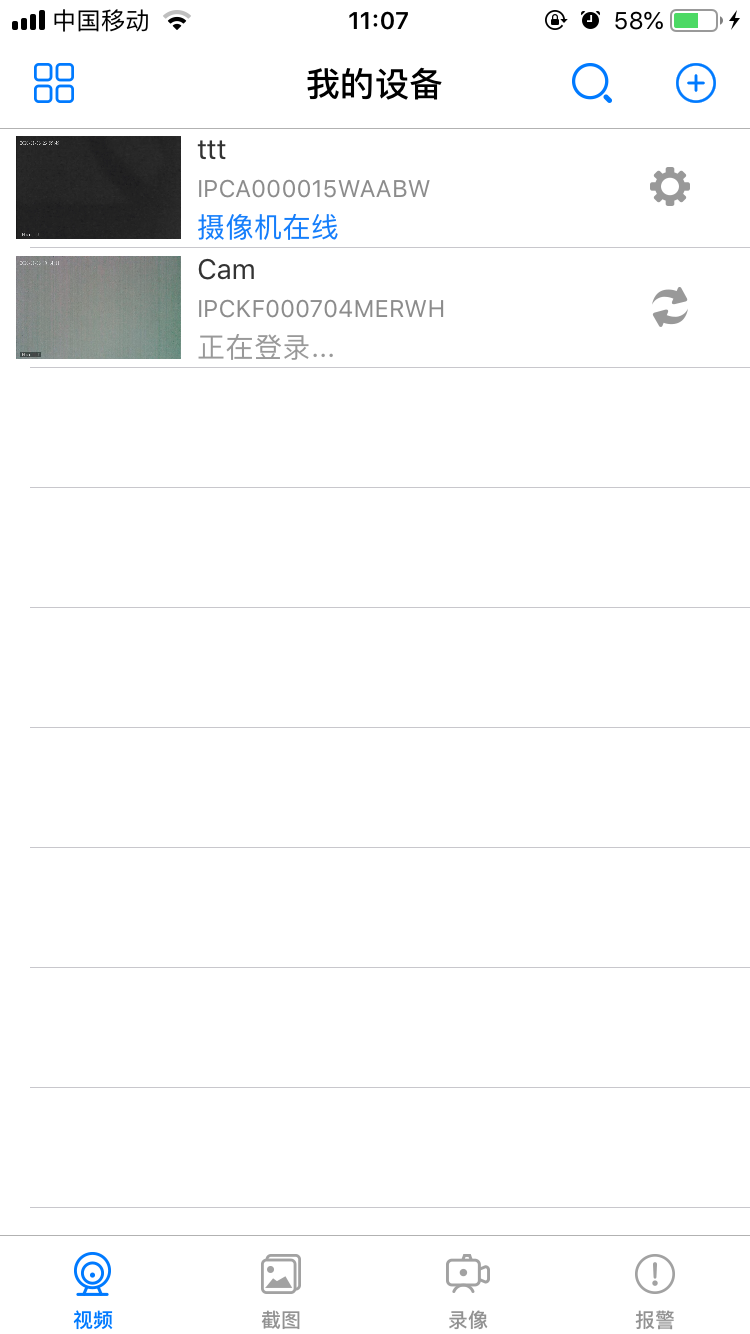 中国移动 11:07 58%
我的设备
ttt
IPCA000015WAABW
摄像机在线
Cam
IPCKF000704MERWH
正在登录...
视频 截图 录像 报警